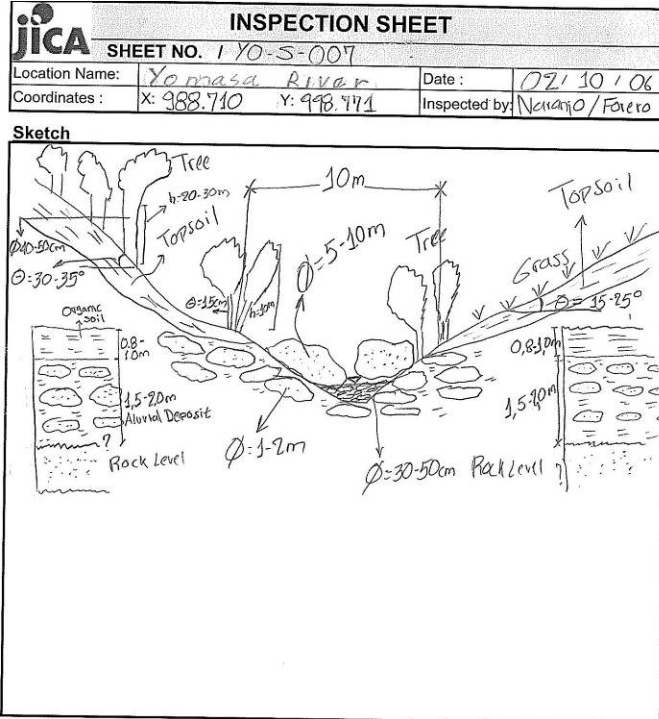 jICA
INSPECTION SHEET
SHEET NO. / YO-S-007
Location Name: Yomasa River Date : 02 / 10 / 06
Coordinates : X: 988.710 Y: 998.771 Inspected by: Naranjo / Forero
Sketch
Tree
h=20-30m
Topsoil
Ø40-50cm
Θ=30-35°
10m
Ø=5-10m
Tree
Topsoil
Grass
Θ=15-25°
Θ=15cm
h=10m
Organic
soil
0.8-
1.0m
1,5-2,0m
Aluvial Deposit
?
Rock Level
Ø=1-2m
Ø=30-50cm
0,8-1,0m
1,5-2,0m
Rock Level ?